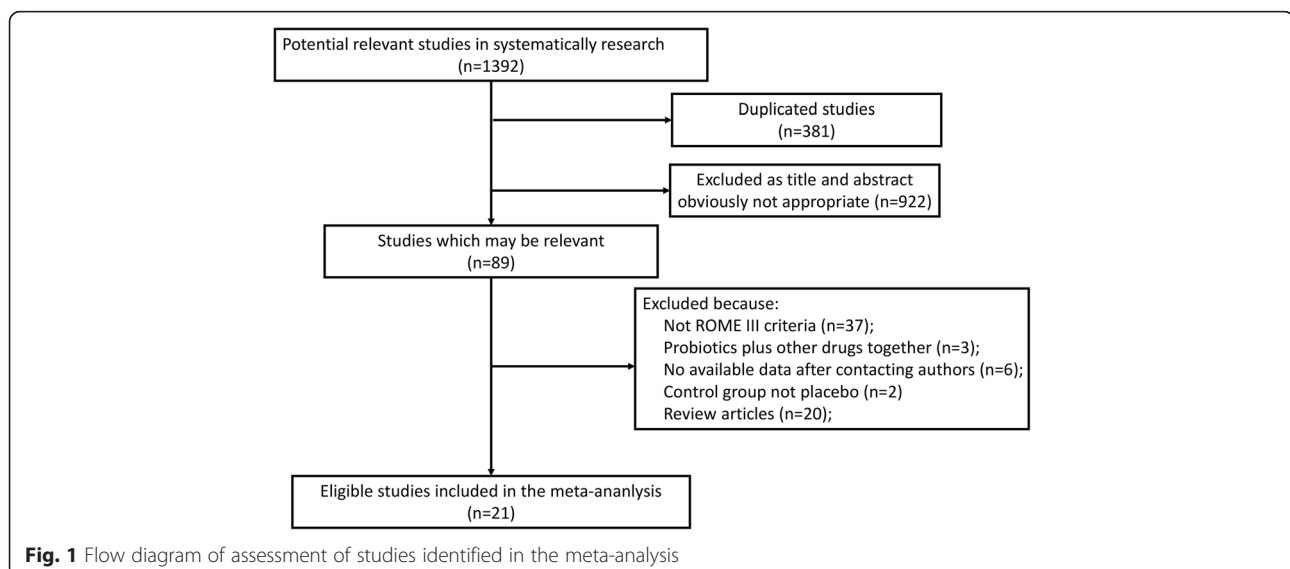 Potential relevant studies in systematically research
(n=1392)
Duplicated studies
(n=381)
Excluded as title and abstract
obviously not appropriate (n=922)
Studies which may be relevant
(n=89)
Excluded because:
Not ROME III criteria (n=37);
Probiotics plus other drugs together (n=3);
No available data after contacting authors (n=6);
Control group not placebo (n=2)
Review articles (n=20);
Eligible studies included in the meta-ananlysis
(n=21)
Fig. 1 Flow diagram of assessment of studies identified in the meta-analysis